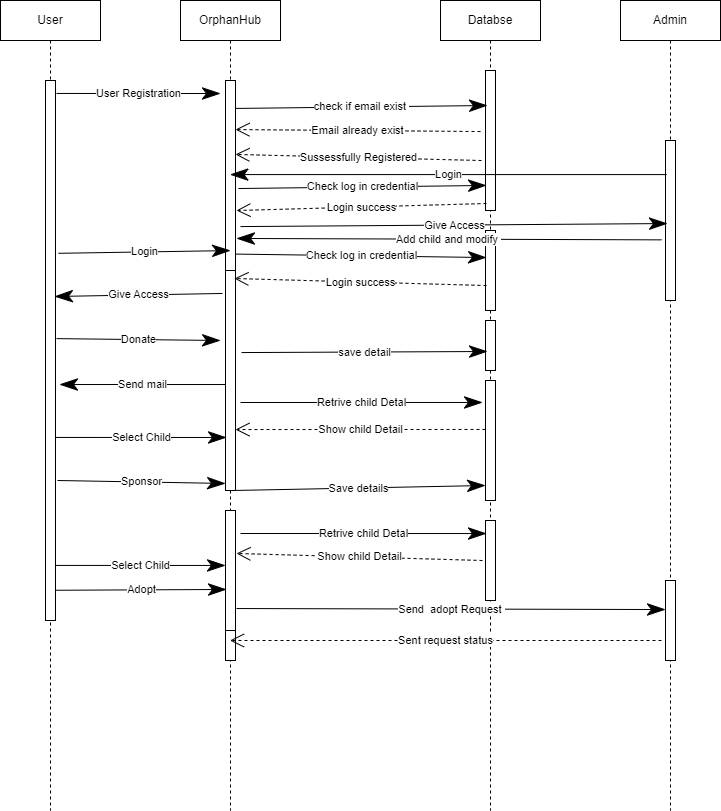 User
OrphanHub
Databse
Admin
User Registration
check if email exist
Email already exist
Sussessfully Registered
Login
Check log in credential
Login success
Give Access
Add child and modify
Login
Check log in credential
Login success
Give Access
Donate
save detail
Send mail
Retrive child Detal
Show child Detail
Select Child
Sponsor
Save details
Retrive child Detal
Show child Detail
Select Child
Adopt
Send adopt Request
Sent request status